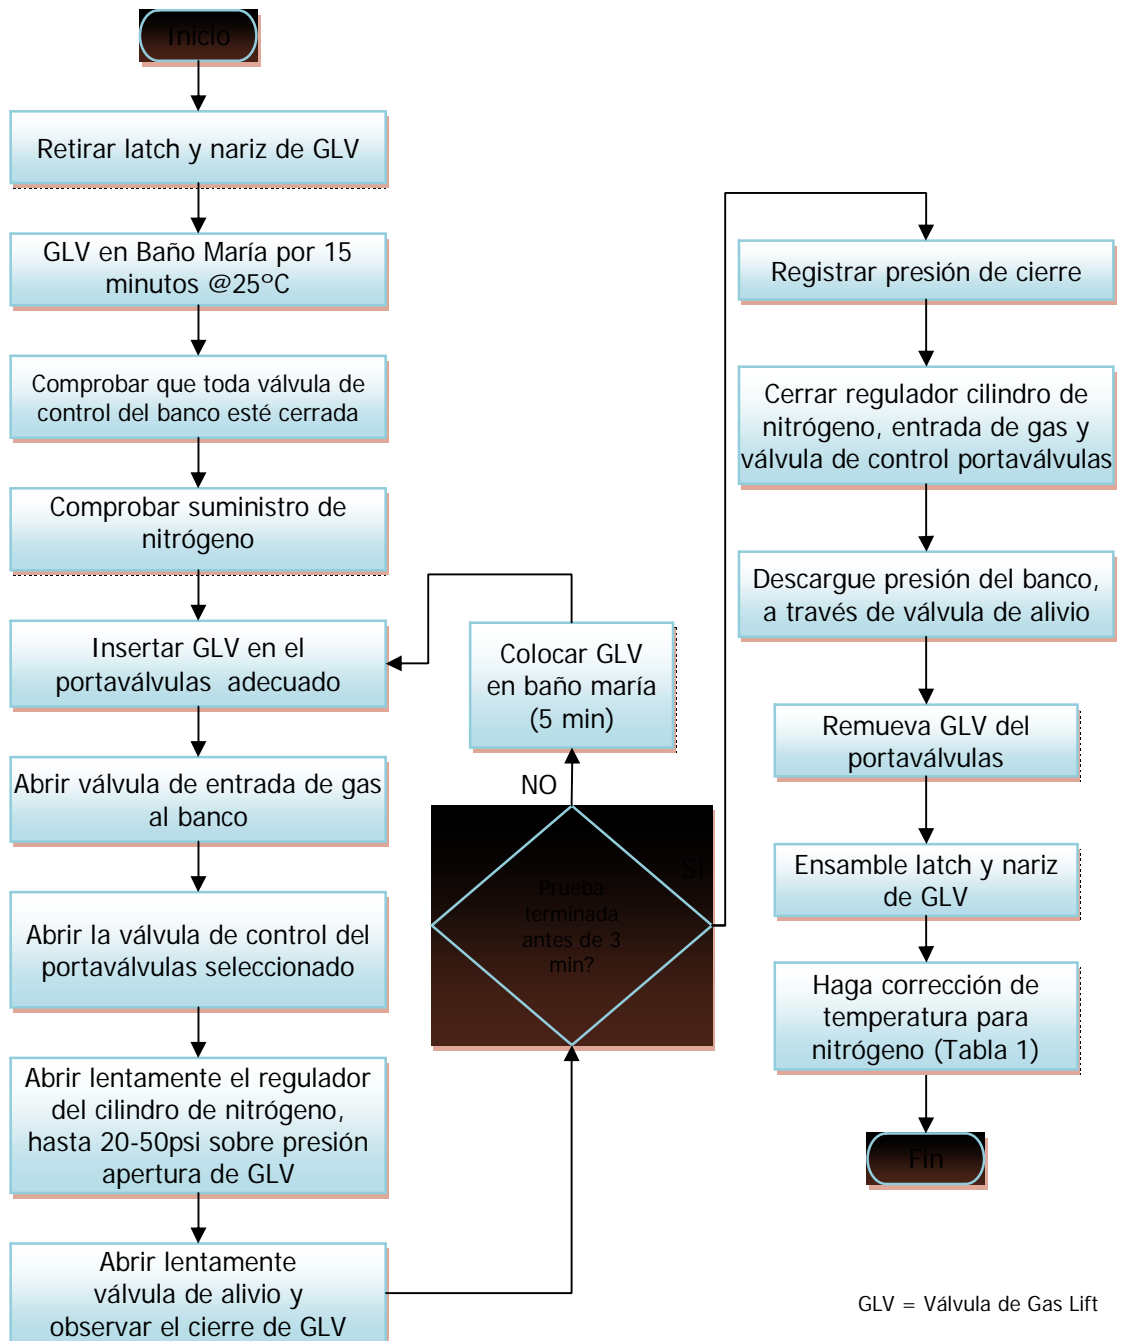 Inicio
Retirar latch y nariz de GLV
GLV en Baño María por 15
minutos @25ºC
Comprobar que toda válvula de
control del banco esté cerrada
Comprobar suministro de
nitrógeno
Insertar GLV en el
portaválvulas adecuado
Abrir válvula de entrada de gas
al banco
Abrir la válvula de control del
portaválvulas seleccionado
Abrir lentamente el regulador
del cilindro de nitrógeno,
hasta 20-50psi sobre presión
apertura de GLV
Abrir lentamente
válvula de alivio y
observar el cierre de GLV
Prueba
terminada
antes de 3
min?
NO
Colocar GLV
en baño maría
(5 min)
SI
Registrar presión de cierre
Cerrar regulador cilindro de
nitrógeno, entrada de gas y
válvula de control portaválvulas
Descargue presión del banco,
a través de válvula de alivio
Remueva GLV del
portaválvulas
Ensamble latch y nariz
de GLV
Haga corrección de
temperatura para
nitrógeno (Tabla 1)
Fin
GLV = Válvula de Gas Lift